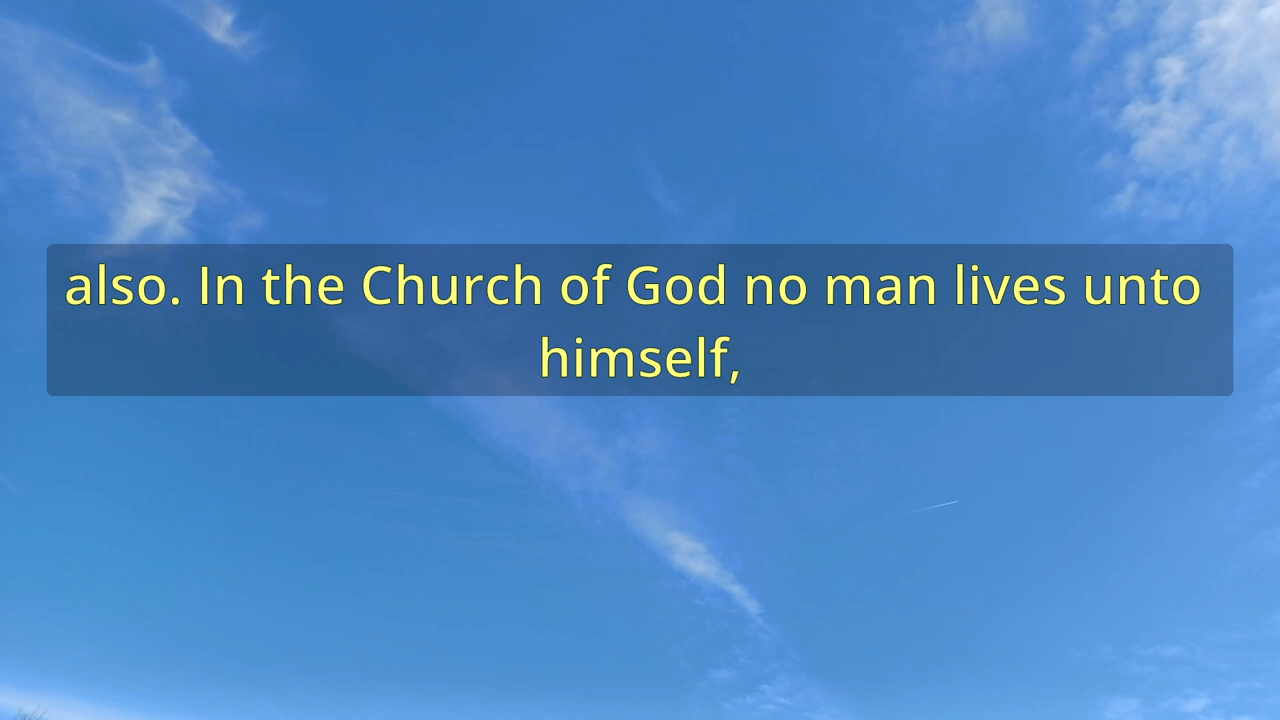 also. In the Church of God no man lives unto
himself,